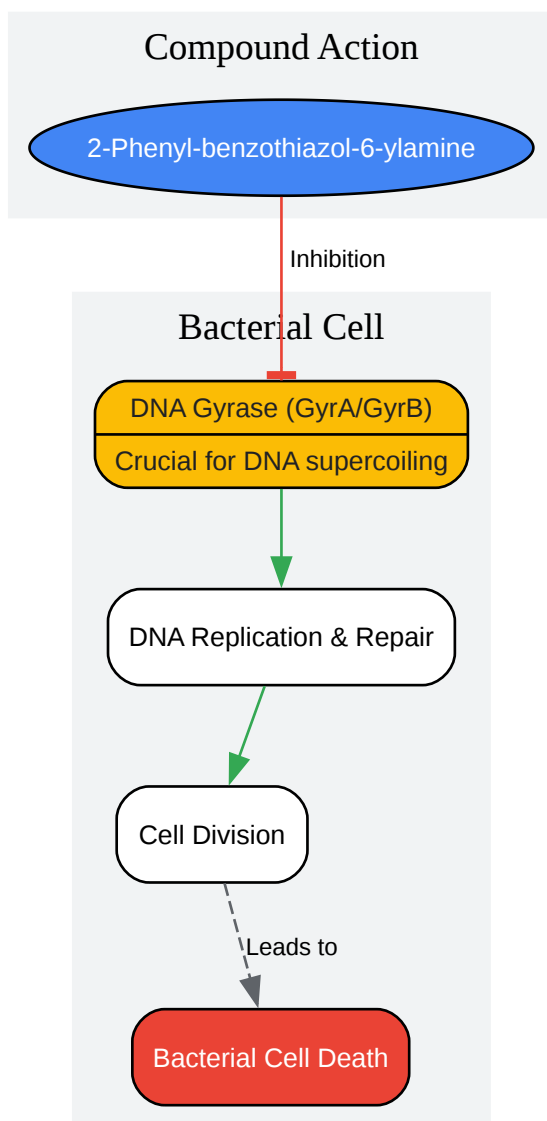 Compound Action
2-Phenyl-benzothiazol-6-ylamine
Inhibition
Bacterial Cell
DNA Gyrase (GyrA/GyrB)
Crucial for DNA supercoiling
DNA Replication & Repair
Cell Division
Leads to
Bacterial Cell Death